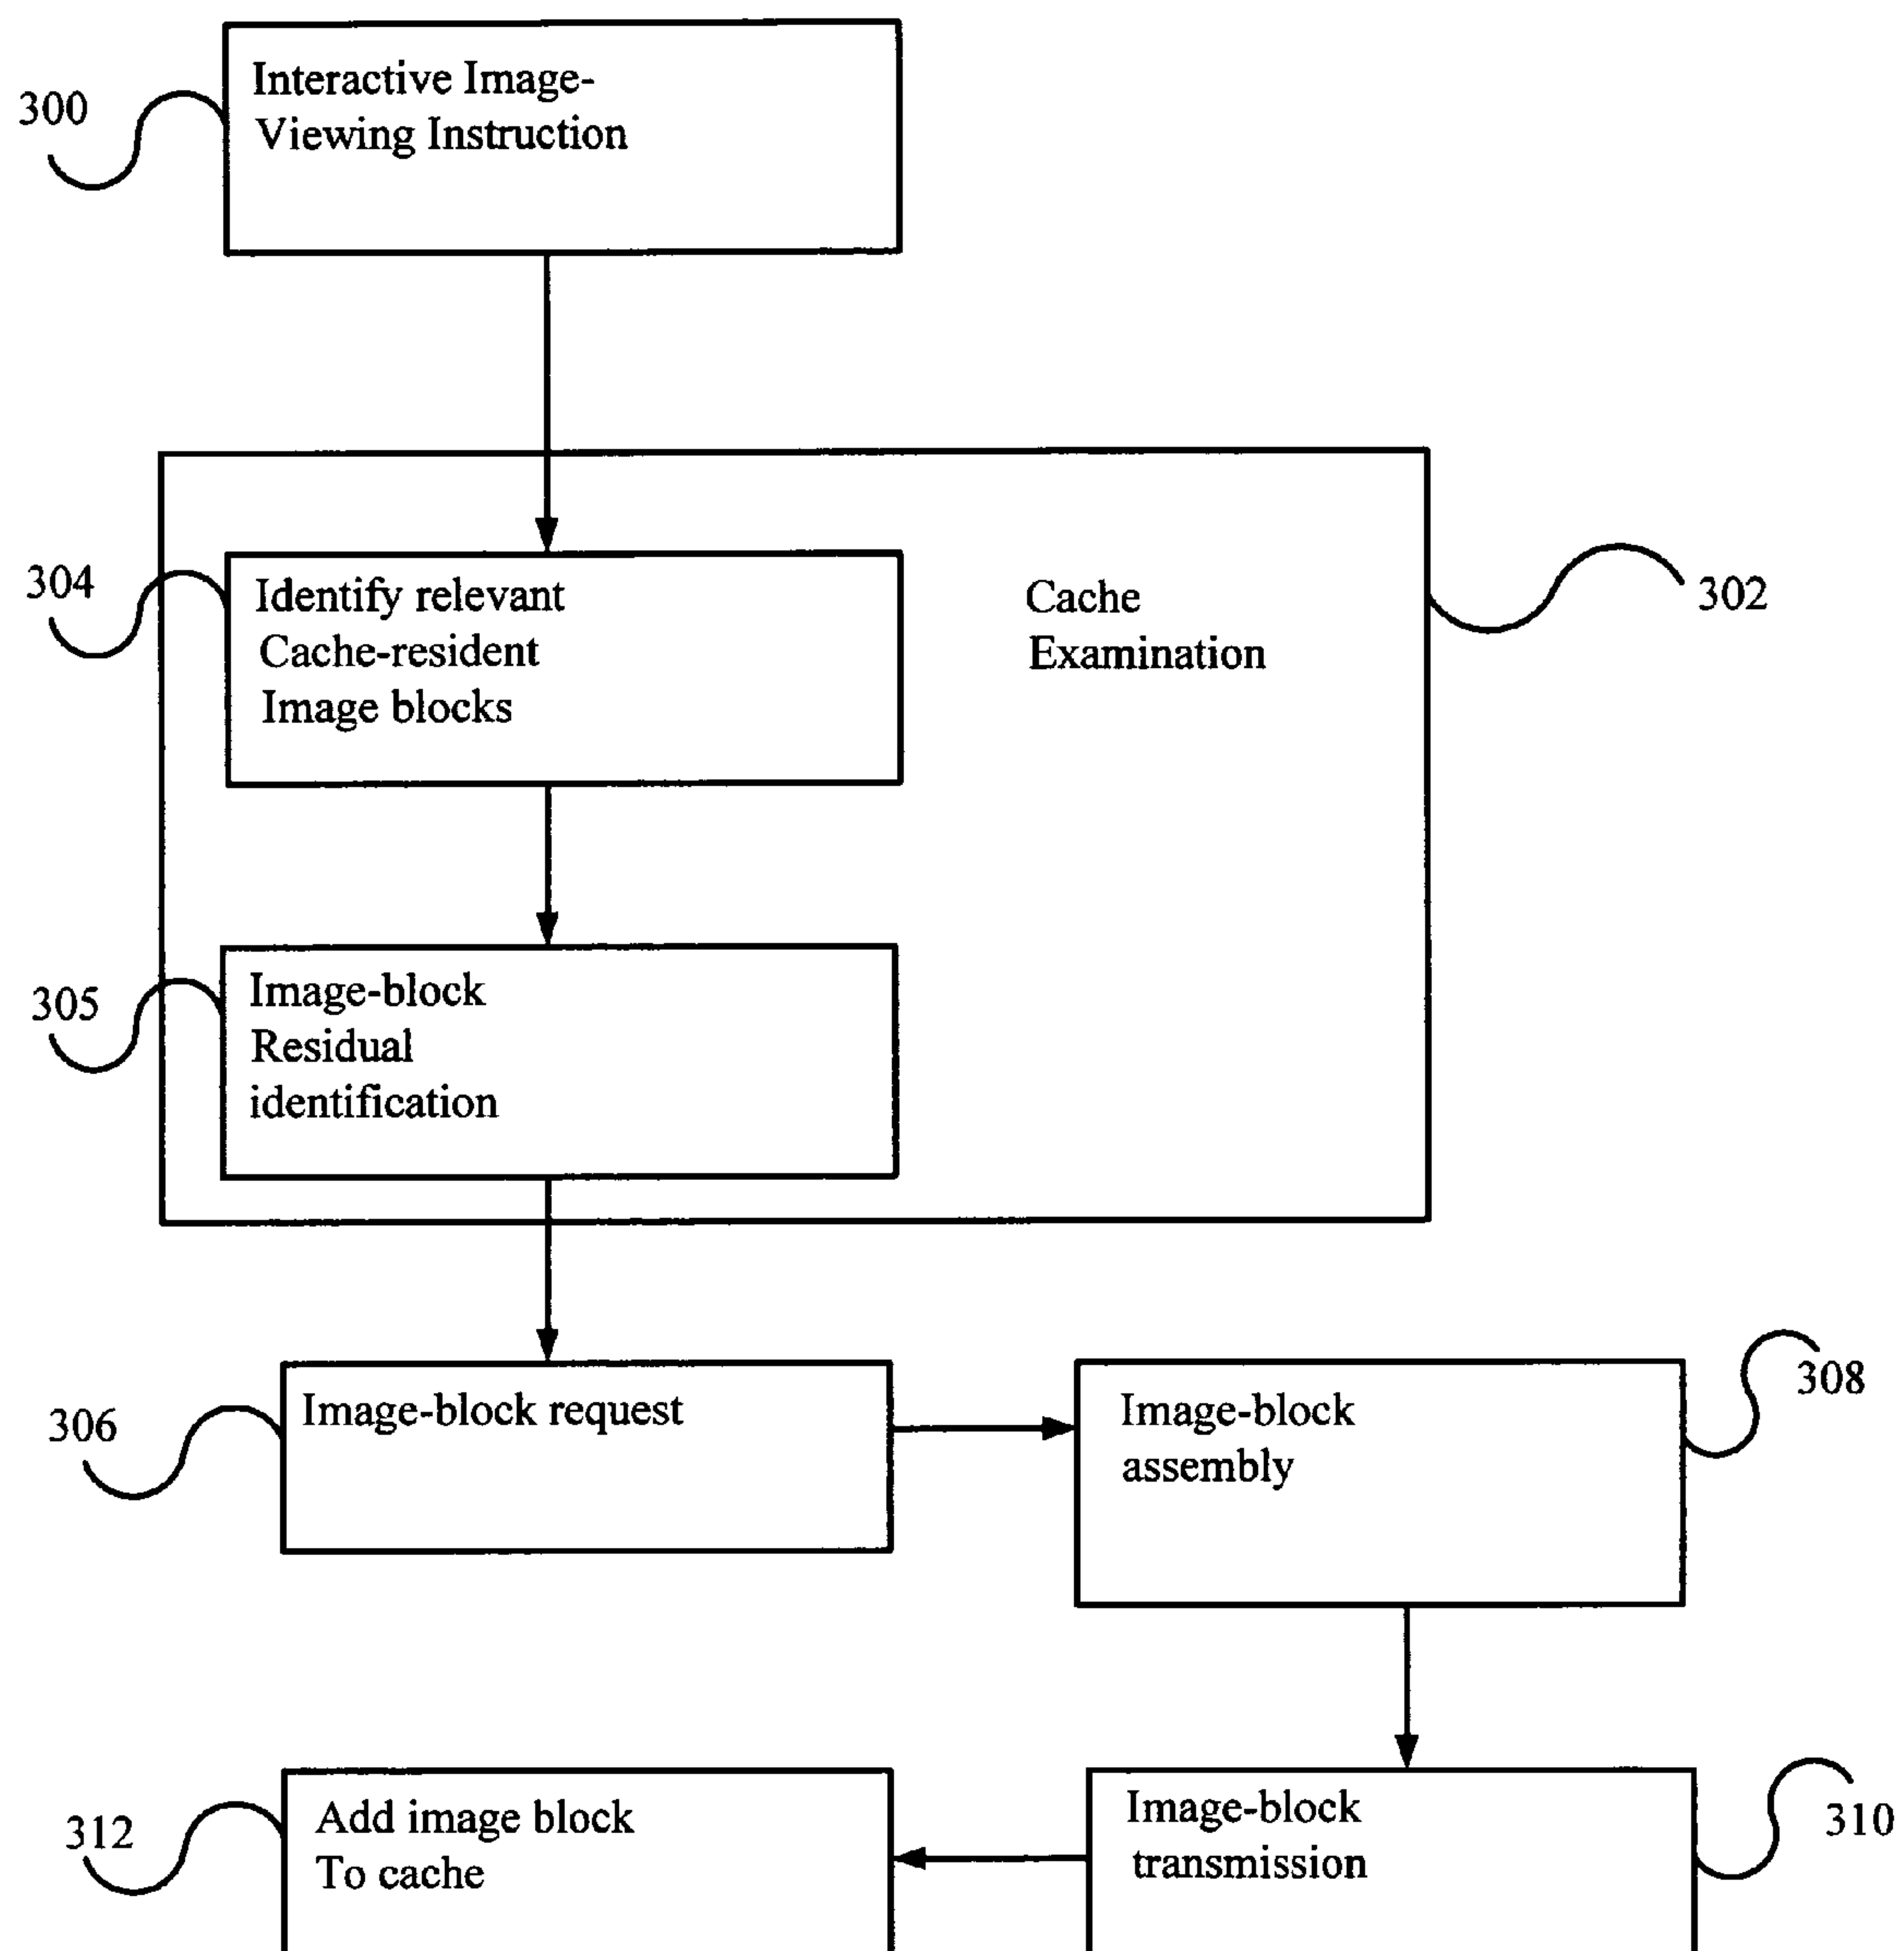 300
Interactive Image-
Viewing Instruction
304
Identify relevant
Cache-resident
Image blocks
Cache
Examination
302
305
Image-block
Residual
identification
306
Image-block request
Image-block
assembly
308
312
Add image block
To cache
Image-block
transmission
310